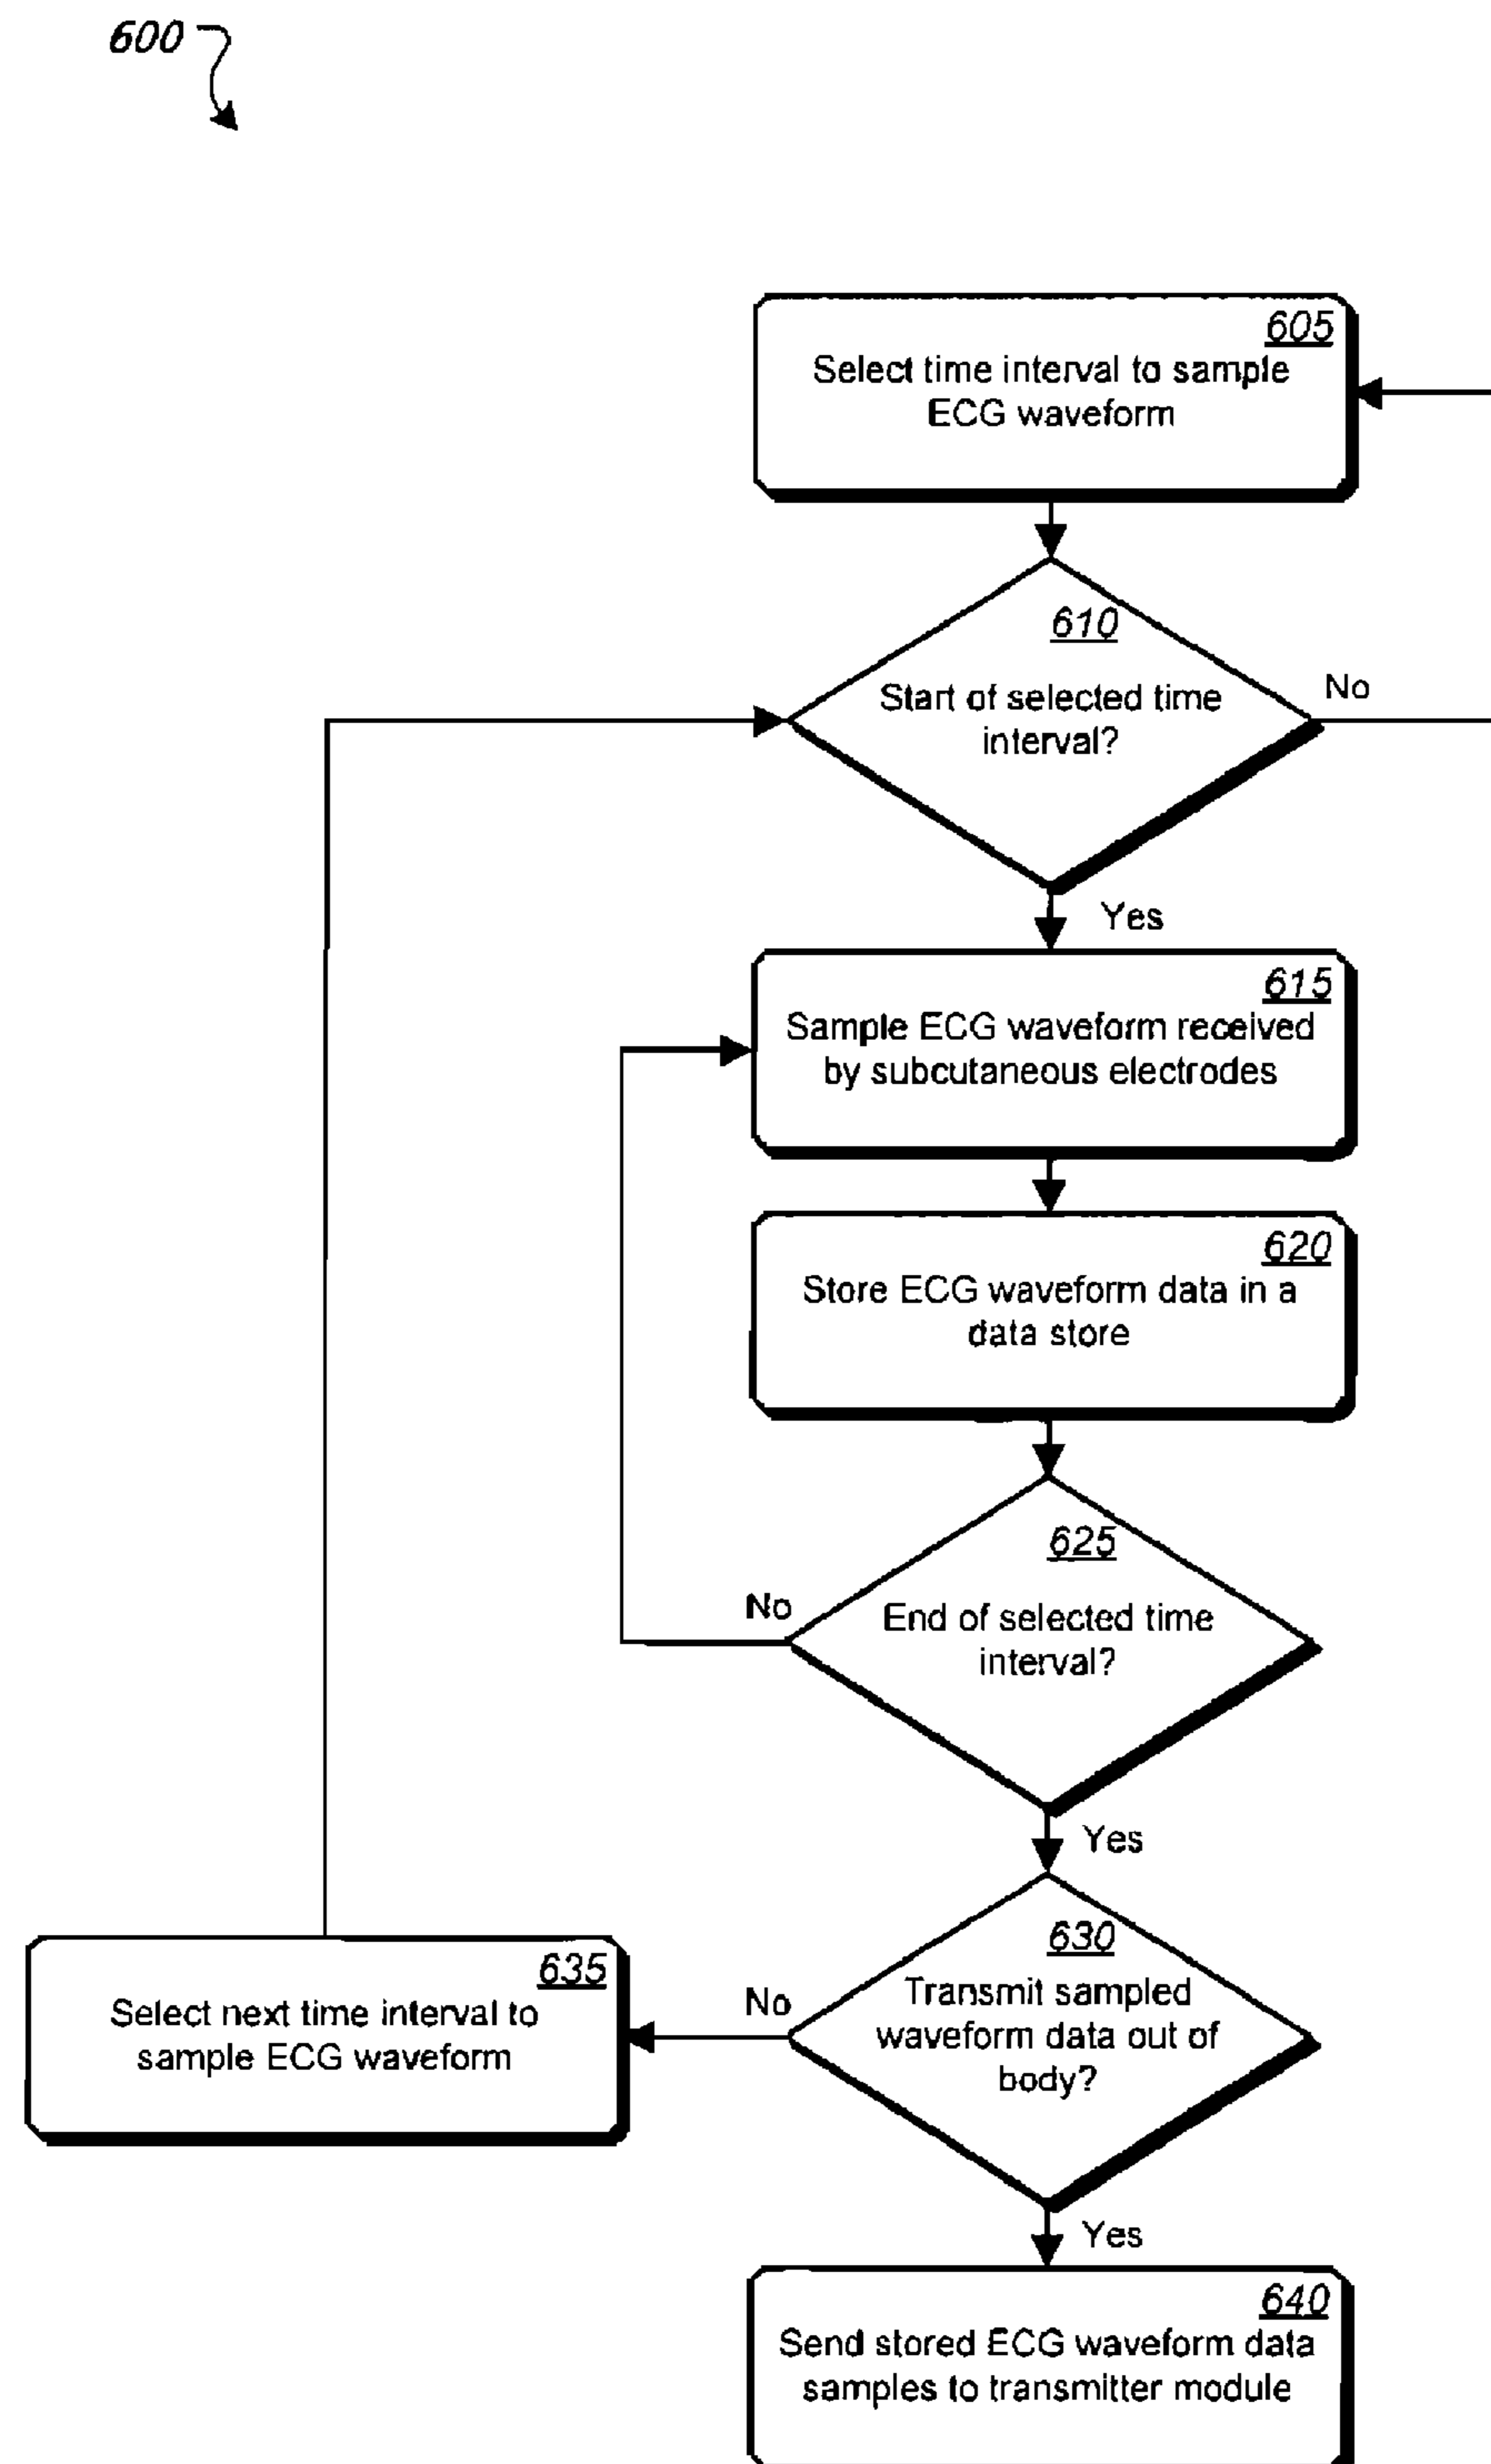 600
605
Select time interval to sample
ECG waveform
610
Start of selected time
interval?
No
Yes
615
Sample ECG waveform received
by subcutaneous electrodes
620
Store ECG waveform data in a
data store
625
No
End of selected time
interval?
Yes
630
Transmit sampled
waveform data out of
body?
No
635
Select next time interval to
sample ECG waveform
Yes
640
Send stored ECG waveform data
samples to transmitter module